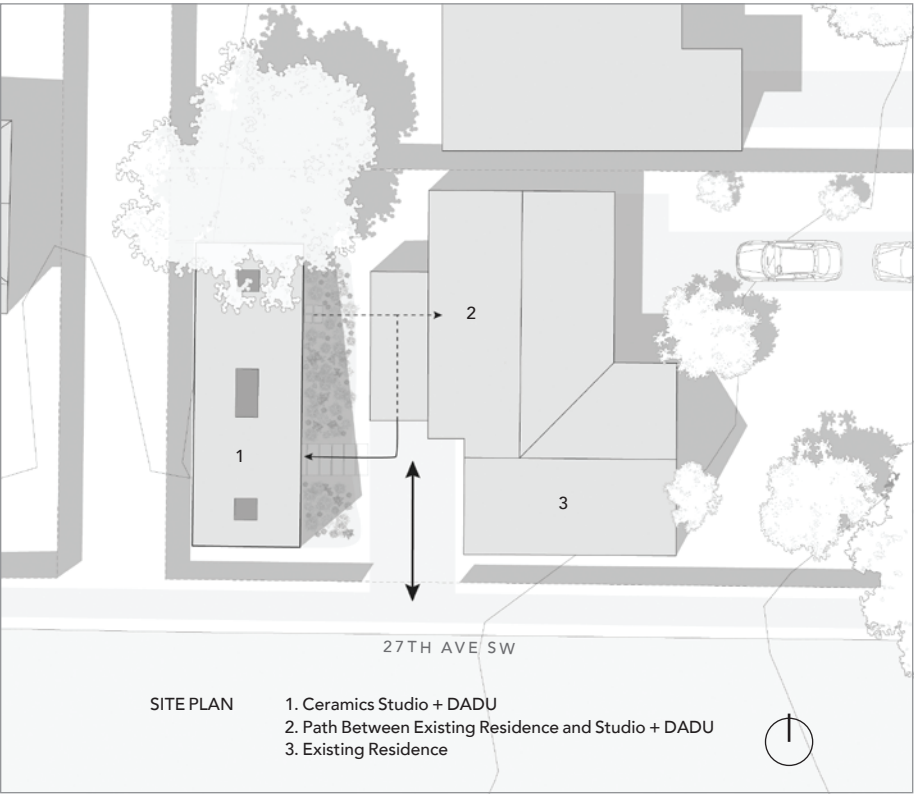 2
1
3
27TH AVE SW
SITE PLAN
1. Ceramics Studio + DADU
2. Path Between Existing Residence and Studio + DADU
3. Existing Residence